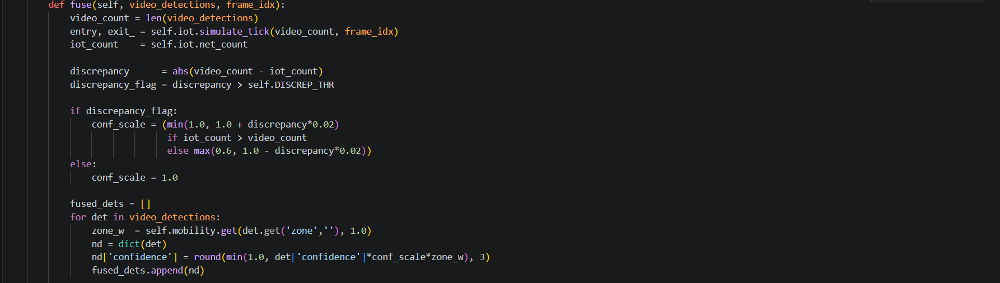 def fuse(self, video_detections, frame_idx):
    video_count = len(video_detections)
    entry, exit_ = self.iot.simulate_tick(video_count, frame_idx)
    iot_count    = self.iot.net_count

    discrepancy      = abs(video_count - iot_count)
    discrepancy_flag = discrepancy > self.DISCREP_THR

    if discrepancy_flag:
        conf_scale = (min(1.0, 1.0 + discrepancy*0.02)
                      if iot_count > video_count
                      else max(0.6, 1.0 - discrepancy*0.02))
    else:
        conf_scale = 1.0

    fused_dets = []
    for det in video_detections:
        zone_w  = self.mobility.get(det.get('zone',''), 1.0)
        nd = dict(det)
        nd['confidence'] = round(min(1.0, det['confidence']*conf_scale*zone_w), 3)
        fused_dets.append(nd)